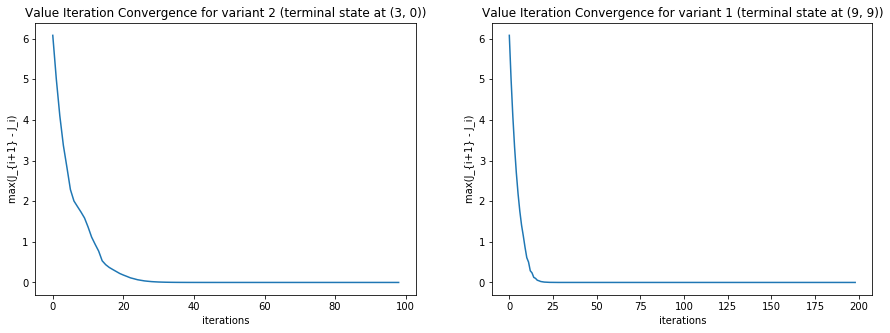 Value Iteration Convergence for variant 2 (terminal state at (3, 0))
max(J_{i+1} - J_i)
6
5
4
3
2
1
0
0 20 40 60 80 100
iterations
Value Iteration Convergence for variant 1 (terminal state at (9, 9))
max(J_{i+1} - J_i)
6
5
4
3
2
1
0
0 25 50 75 100 125 150 175 200
iterations